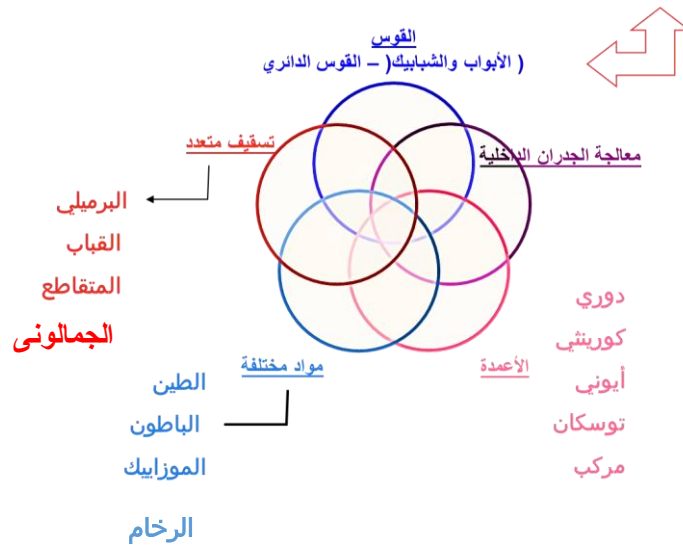 القوس
( الأبواب والشبابيك( – القوس الدائري
تسقيف متعدد
معالجة الجدران الداخلية
البرميلي
القباب
المتقاطع
الجمالونى
دوري
كورينثي
أيوني
توسكان
مركب
الأعمدة
مواد مختلفة
الطين
الباطون
الموزاييك
الرخام